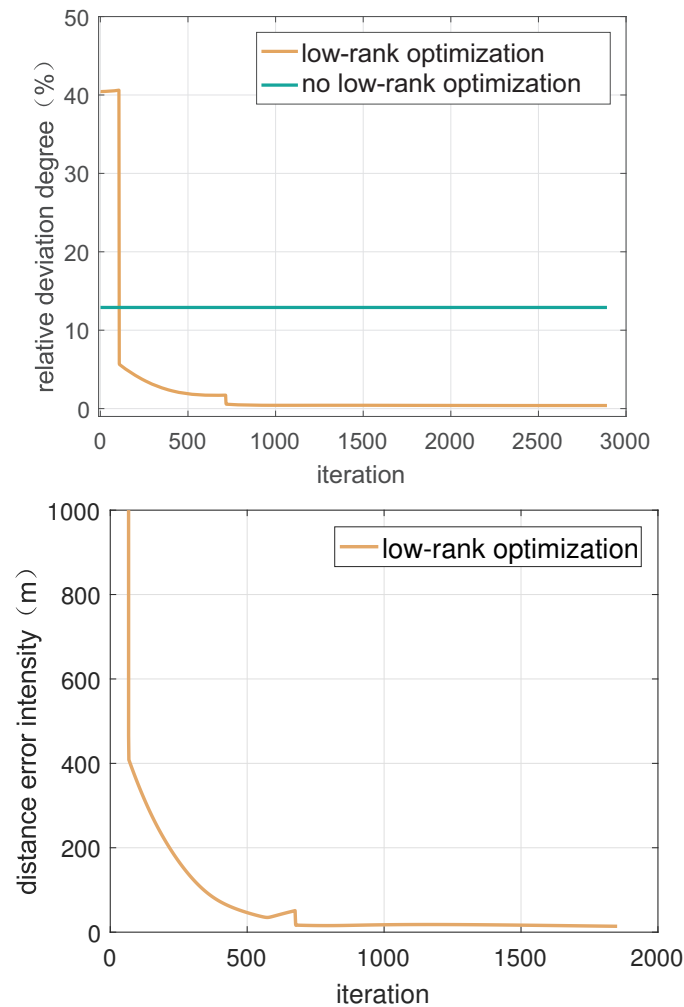 50
40
30
20
10
0
relative deviation degree（%）
low-rank optimization
no low-rank optimization
0 500 1000 1500 2000 2500 3000
iteration
1000
800
600
400
200
0
distance error intensity（m）
low-rank optimization
0 500 1000 1500 2000
iteration